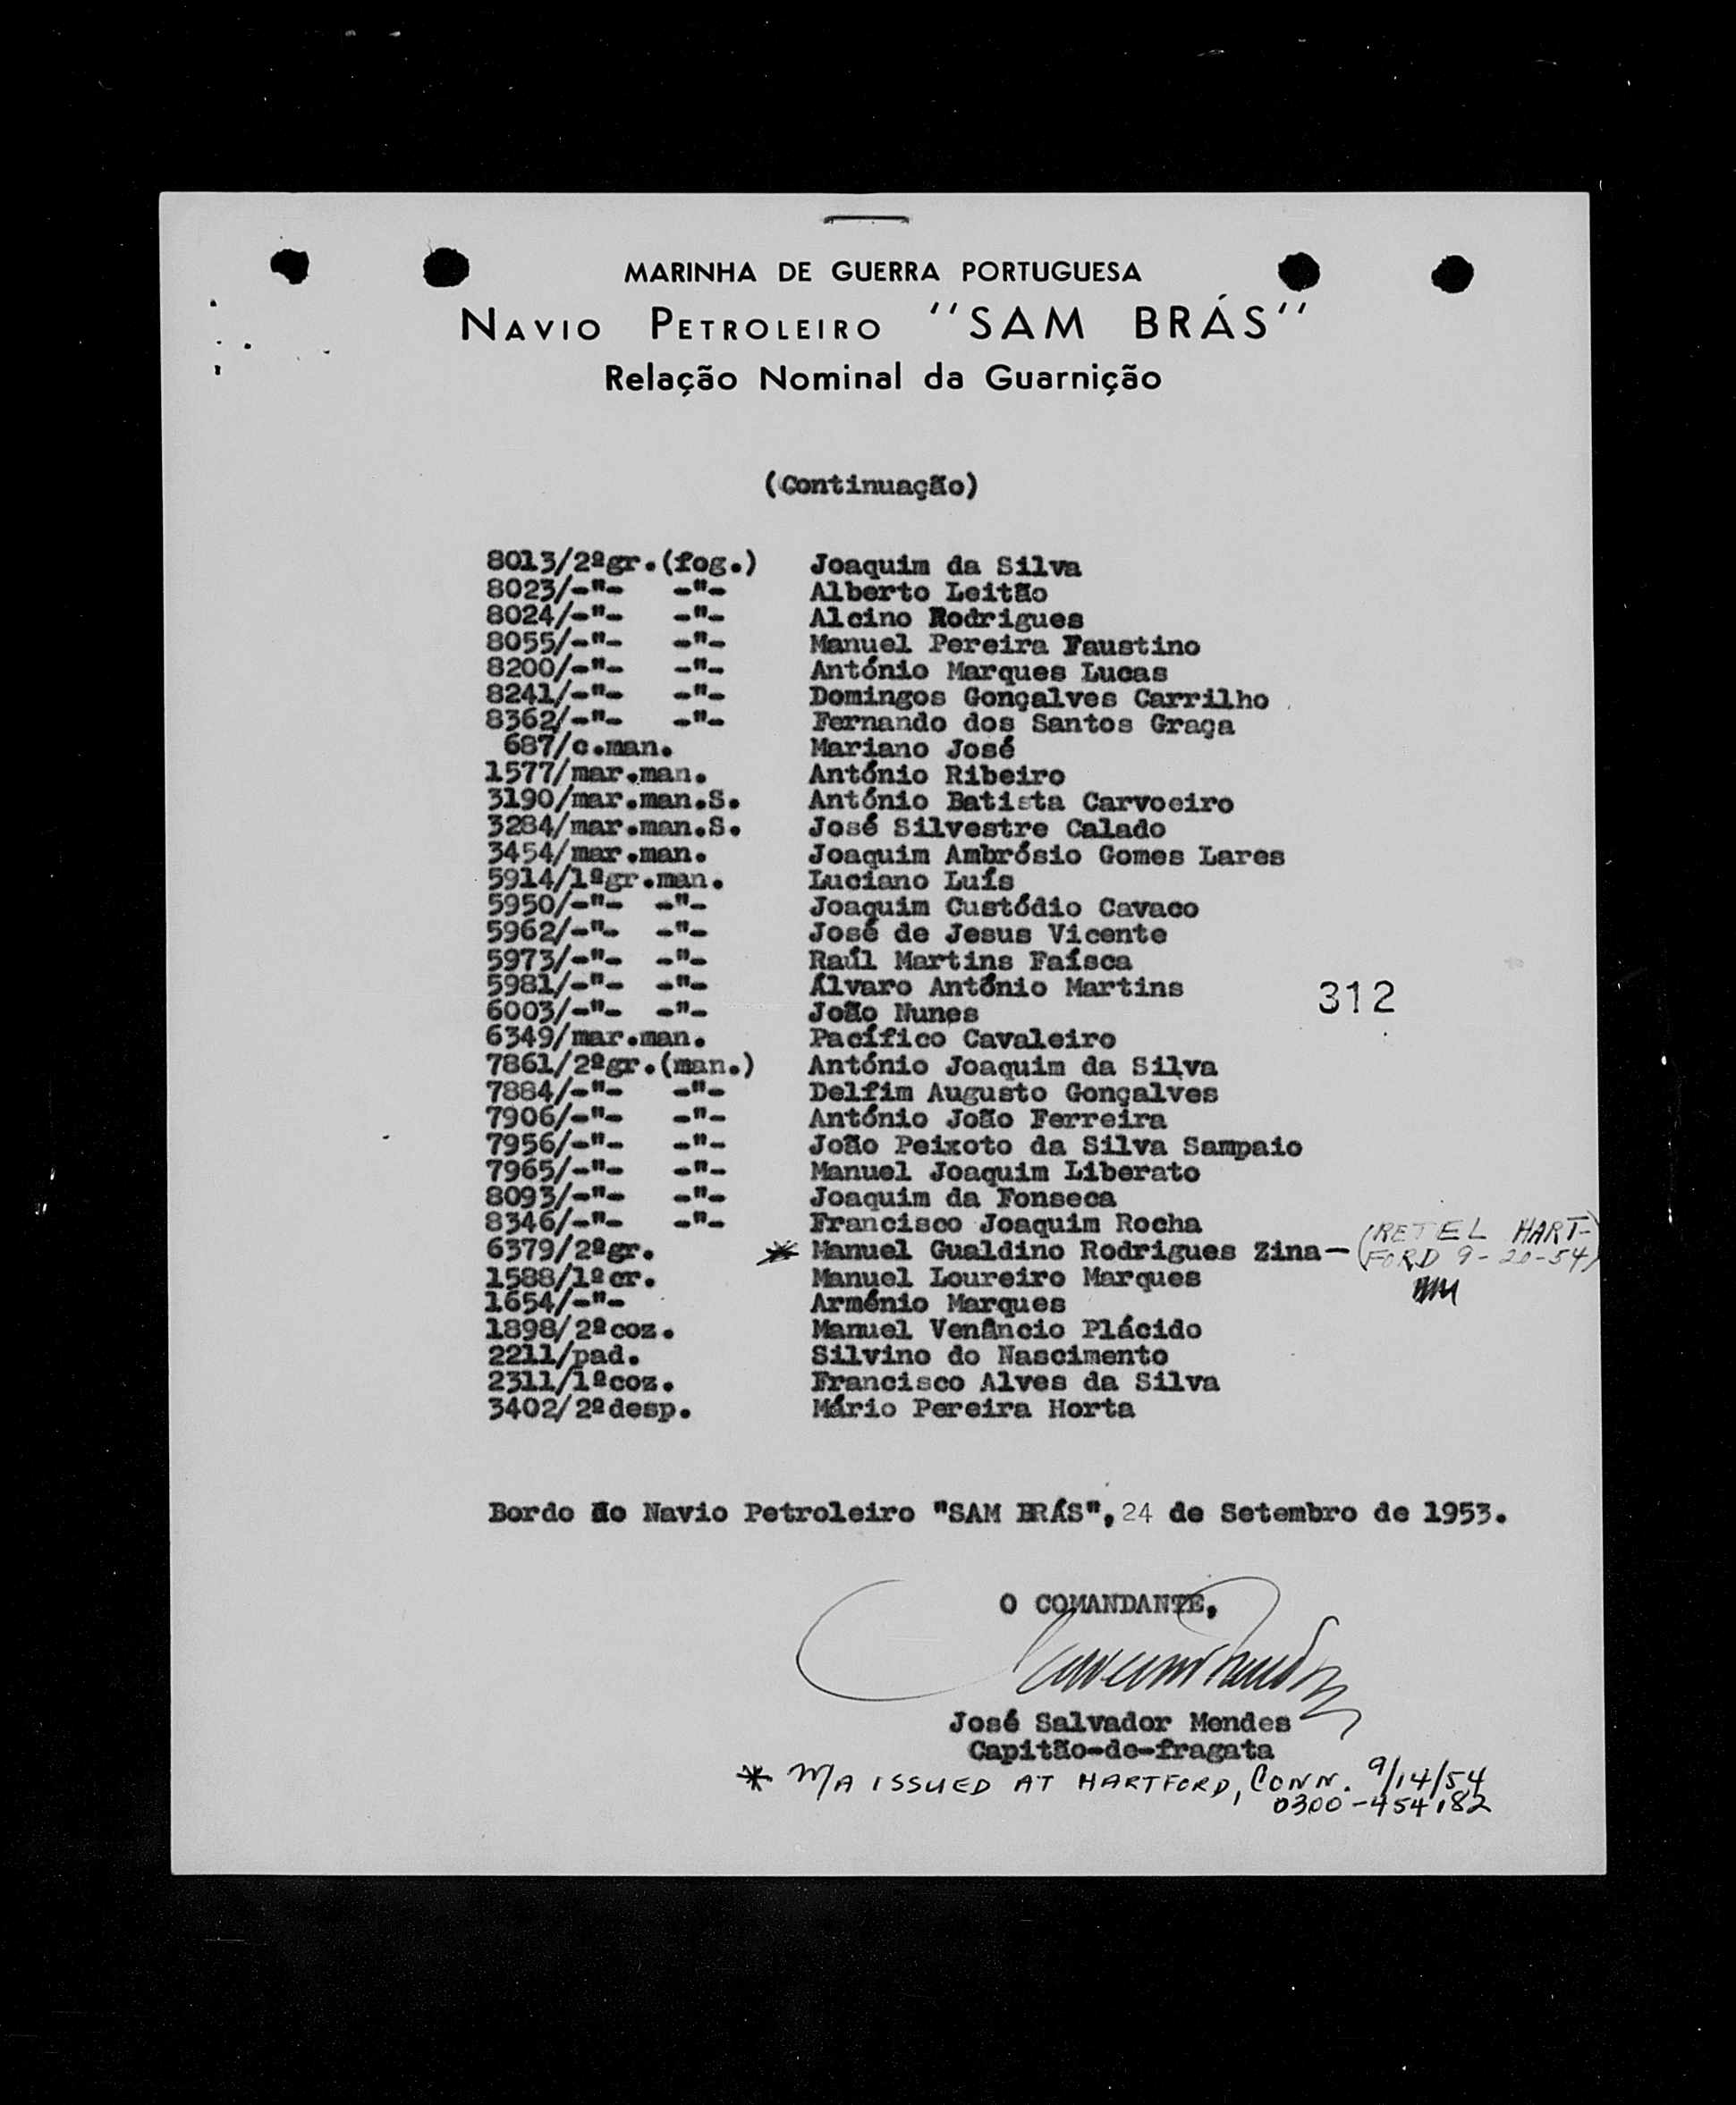 MARINHA DE GUERRA PORTUGUESA
NAVIO PETROLEIRO "SAM BRÁS"
Relação Nominal da Guarnição
(Continuação)
8013/2ºgr.(fog.) Joaquim da Silva
8023/-"- -"- Alberto Leitão
8024/-"- -"- Alcino Rodrigues
8055/-"- -"- Manuel Pereira Faustino
8200/-"- -"- António Marques Lucas
8241/-"- -"- Domingos Gonçalves Carrilho
8362/-"- -"- Fernando dos Santos Graça
687/c.man. Mariano José
1577/mar.man. António Ribeiro
3190/mar.man.S. António Batista Carvoeiro
3284/mar.man.S. José Silvestre Calado
3454/mar.man. Joaquim Ambrósio Gomes Lares
5914/1ºgr.man. Luciano Luís
5950/-"- -"- Joaquim Custódio Cavaco
5962/-"- -"- José de Jesus Vicente
5973/-"- -"- Raúl Martins Faísca
5981/-"- -"- Álvaro António Martins 312
6003/-"- -"- João Nunes
6349/mar.man. Pacífico Cavaleiro
7861/2ºgr.(man.) António Joaquim da Silva
7884/-"- -"- Delfim Augusto Gonçalves
7906/-"- -"- António João Ferreira
7956/-"- -"- João Peixoto da Silva Sampaio
7965/-"- -"- Manuel Joaquim Liberato
8093/-"- -"- Joaquim da Fonseca
8346/-"- -"- Francisco Joaquim Rocha
6379/2ºgr. * Manuel Gualdino Rodrigues Zina — (RETEL HART-
FORD 9-20-54)
1588/1ºcr. Manuel Loureiro Marques
1654/-"- Arménio Marques
1898/2ºcoz. Manuel Venâncio Plácido
2211/pad. Silvino do Nascimento
2311/1ºcoz. Francisco Alves da Silva
3402/2ºdesp. Mário Pereira Horta
Bordo do Navio Petroleiro "SAM BRÁS", 24 de Setembro de 1953.
O COMANDANTE,
José Salvador Mendes
Capitão-de-fragata
* M/A ISSUED AT HARTFORD, CONN. 9/14/54
0300-454182